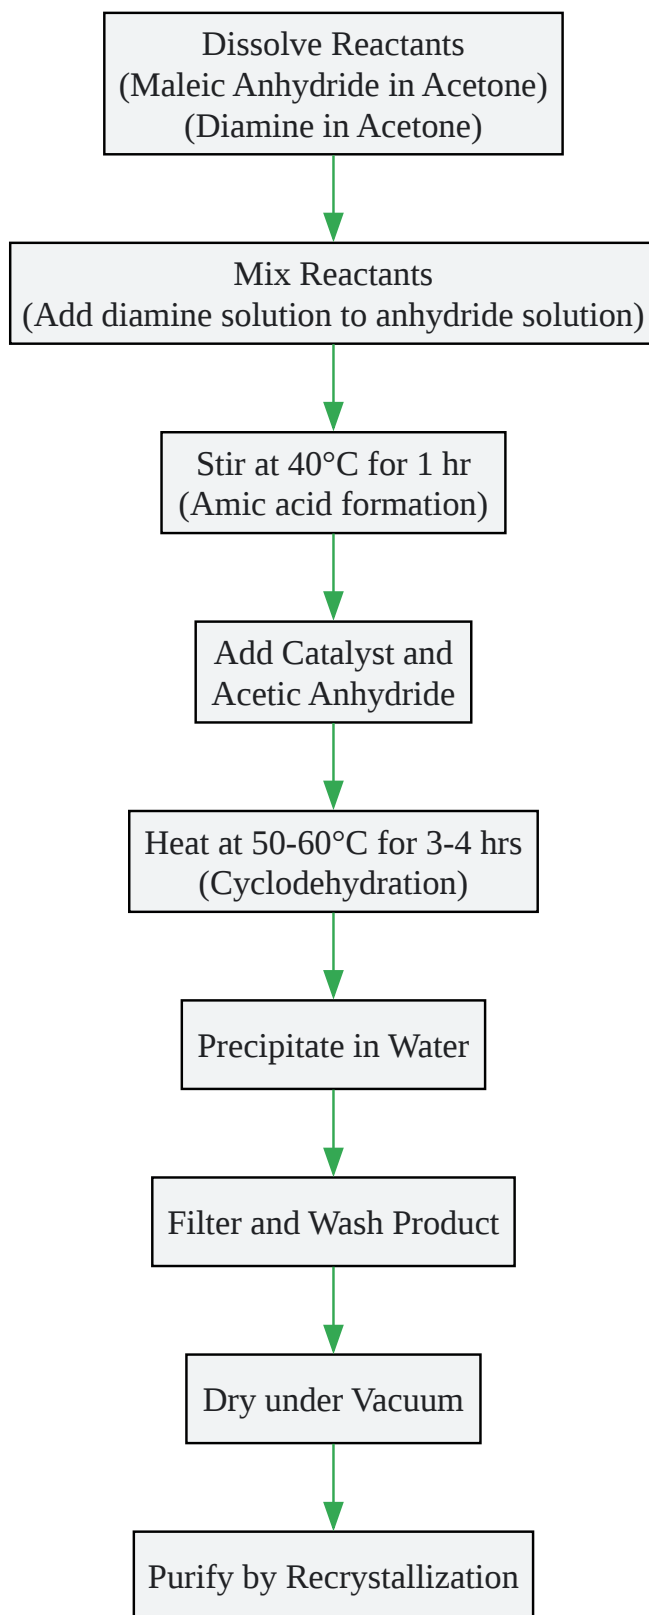 Dissolve Reactants
(Maleic Anhydride in Acetone)
(Diamine in Acetone)
Mix Reactants
(Add diamine solution to anhydride solution)
Stir at 40°C for 1 hr
(Amic acid formation)
Add Catalyst and
Acetic Anhydride
Heat at 50-60°C for 3-4 hrs
(Cyclodehydration)
Precipitate in Water
Filter and Wash Product
Dry under Vacuum
Purify by Recrystallization